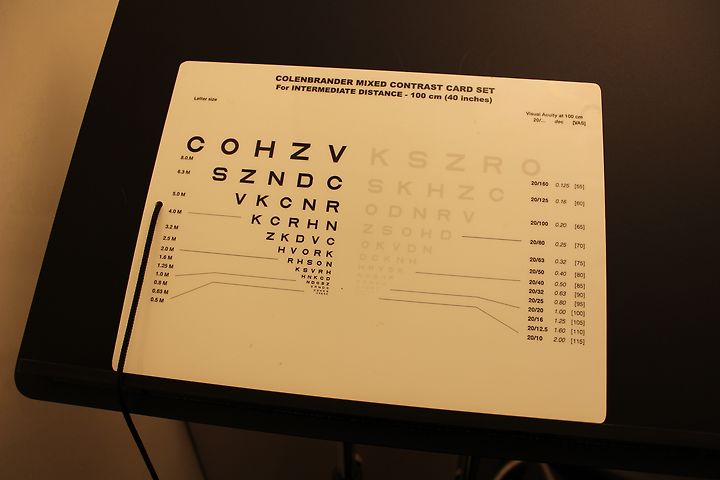 COLENBRANDER MIXED CONTRAST CARD SET
For INTERMEDIATE DISTANCE - 100 cm (40 inches)
Letter size
Visual Acuity at 100 cm
20/... dec [VAS]
C O H Z V K S Z R O
8.0 M 20/160 0.125 [55]
S Z N D C S K H Z C
6.3 M 20/125 0.16 [60]
V K C N R O D N R V
5.0 M 20/100 0.20 [65]
K C R H N Z S O H D
4.0 M 20/80 0.25 [70]
Z K D V C O K V D N
3.2 M 20/63 0.32 [75]
H V O R K D C K N H
2.5 M 20/50 0.40 [80]
R H S O N
2.0 M 20/40 0.50 [85]
K S V R H
1.6 M 20/32 0.63 [90]
H N K C D
1.25 M 20/25 0.80 [95]
N D O
1.0 M 20/20 1.00 [100]
0.8 M 20/16 1.25 [105]
0.63 M 20/12.5 1.60 [110]
0.5 M 20/10 2.00 [115]